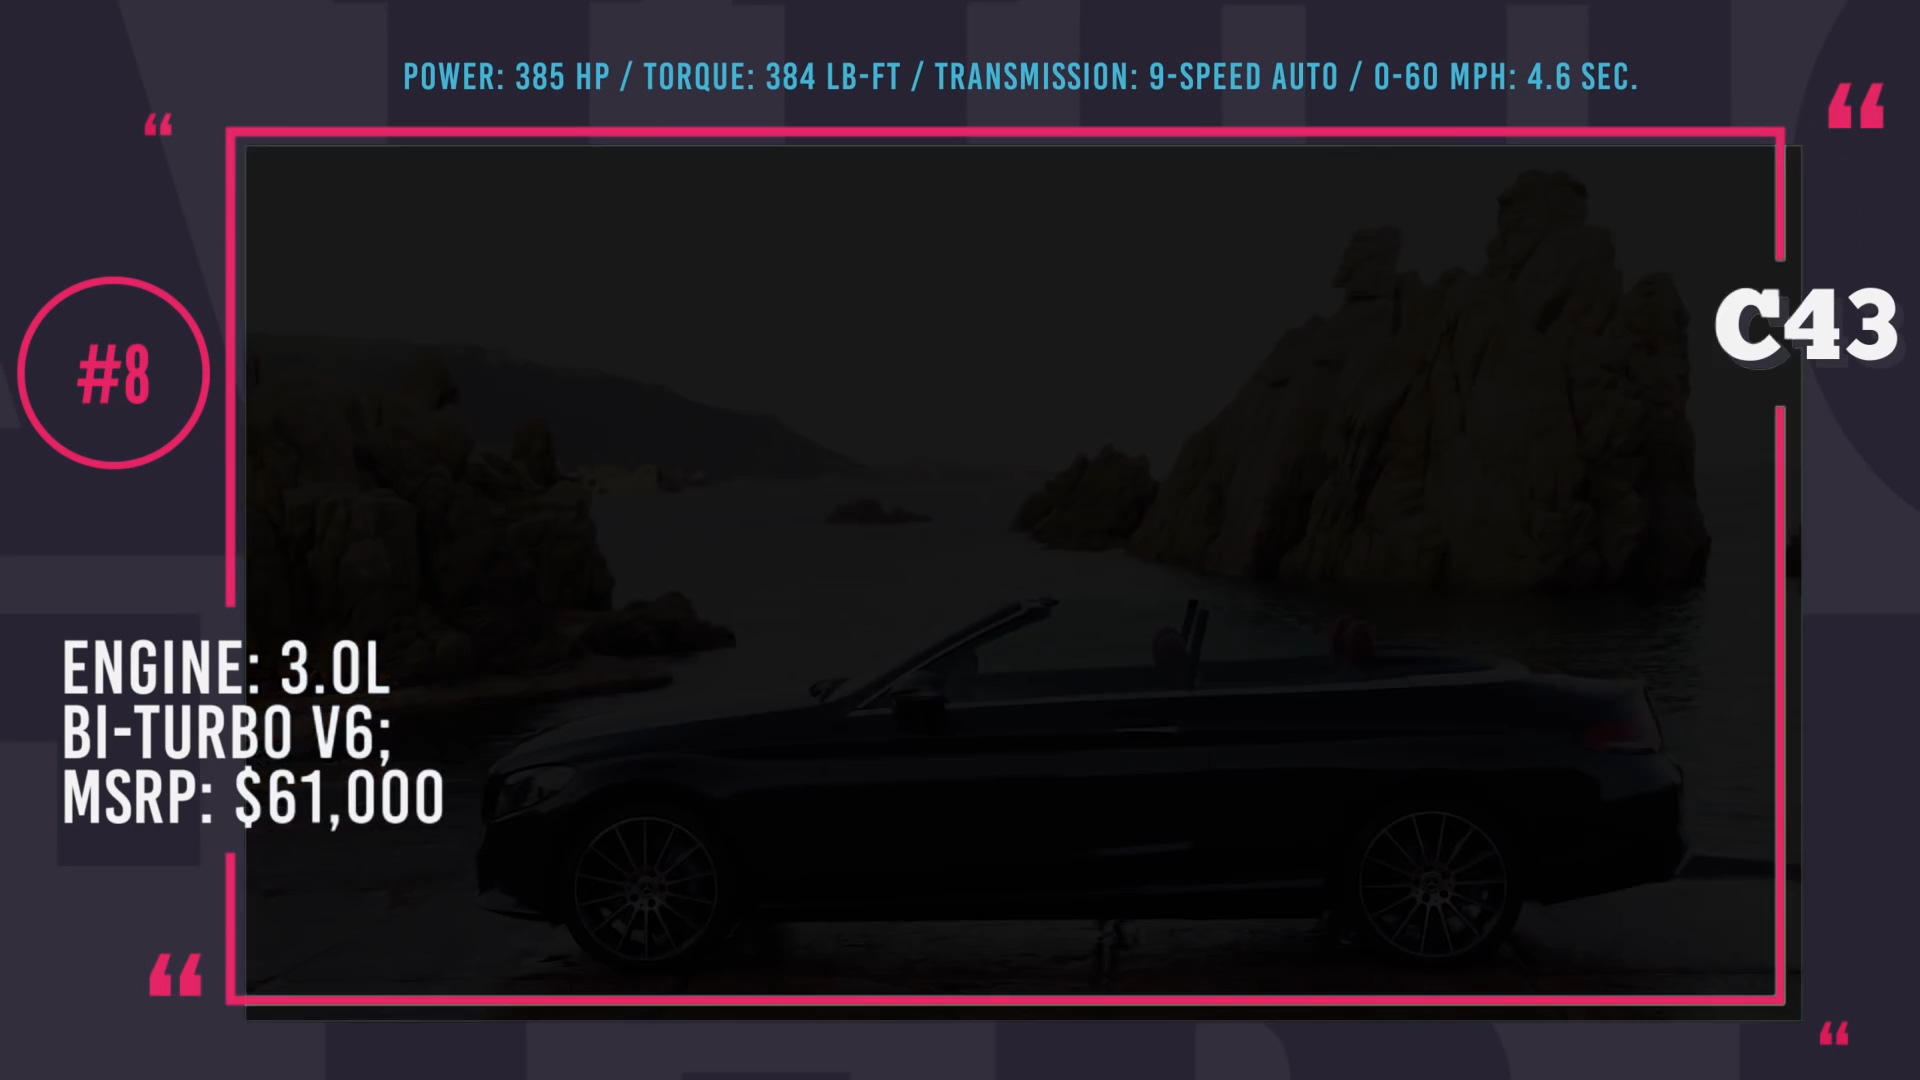 POWER: 385 HP / TORQUE: 384 LB-FT / TRANSMISSION: 9-SPEED AUTO / 0-60 MPH: 4.6 SEC.
C43
#8
ENGINE: 3.0L
BI-TURBO V6;
MSRP: $61,000